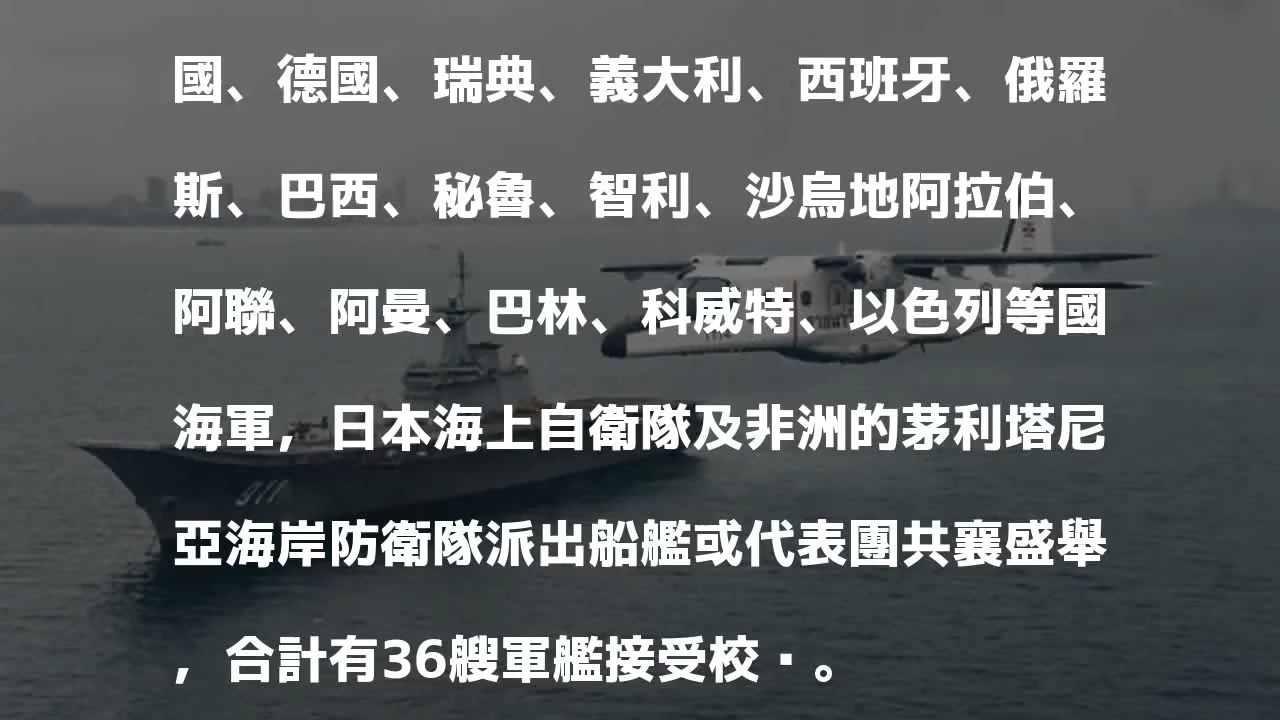 國、德國、瑞典、義大利、西班牙、俄羅
斯、巴西、秘魯、智利、沙烏地阿拉伯、
阿聯、阿曼、巴林、科威特、以色列等國
海軍，日本海上自衛隊及非洲的茅利塔尼
亞海岸防衛隊派出船艦或代表團共襄盛舉
，合計有36艘軍艦接受校▪。
911